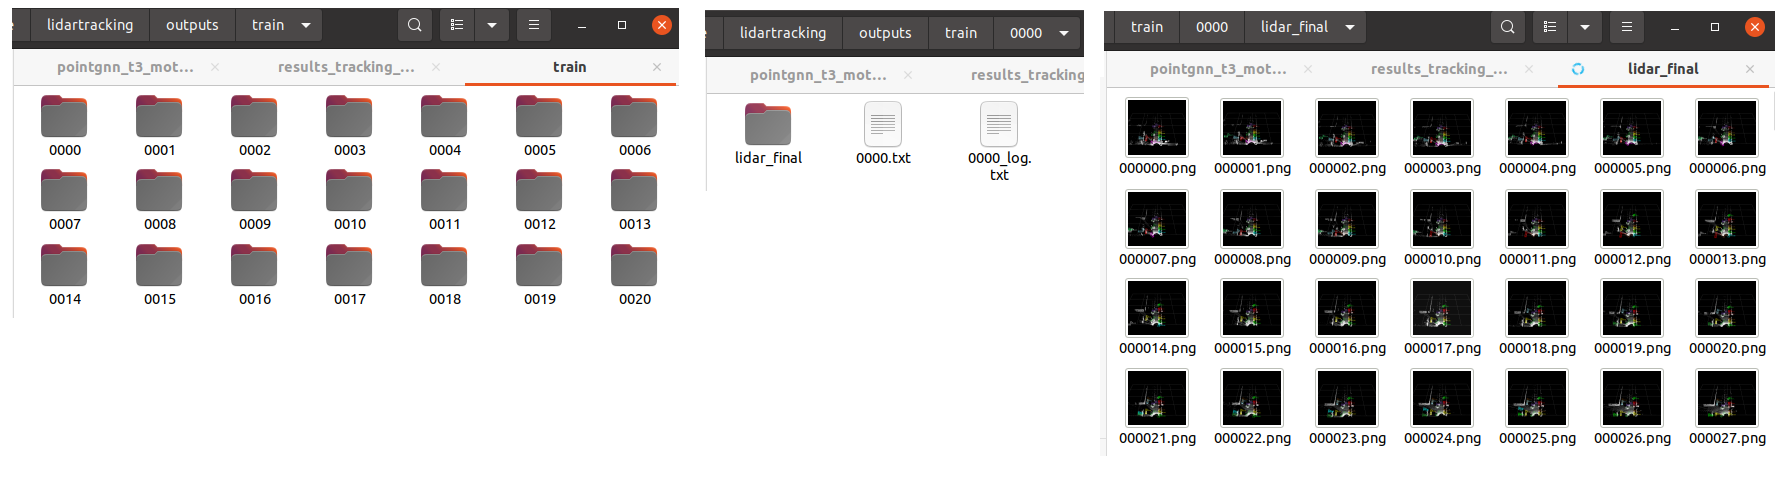 lidartracking outputs train
pointgnn_t3_mot... results_tracking_... train
0000 0001 0002 0003 0004 0005 0006
0007 0008 0009 0010 0011 0012 0013
0014 0015 0016 0017 0018 0019 0020
lidartracking outputs train 0000
pointgnn_t3_mot... results_tracking
lidar_final 0000.txt 0000_log.
txt
train 0000 lidar_final
pointgnn_t3_mot... results_tracking_... lidar_final
000000.png 000001.png 000002.png 000003.png 000004.png 000005.png 000006.png
000007.png 000008.png 000009.png 000010.png 000011.png 000012.png 000013.png
000014.png 000015.png 000016.png 000017.png 000018.png 000019.png 000020.png
000021.png 000022.png 000023.png 000024.png 000025.png 000026.png 000027.png